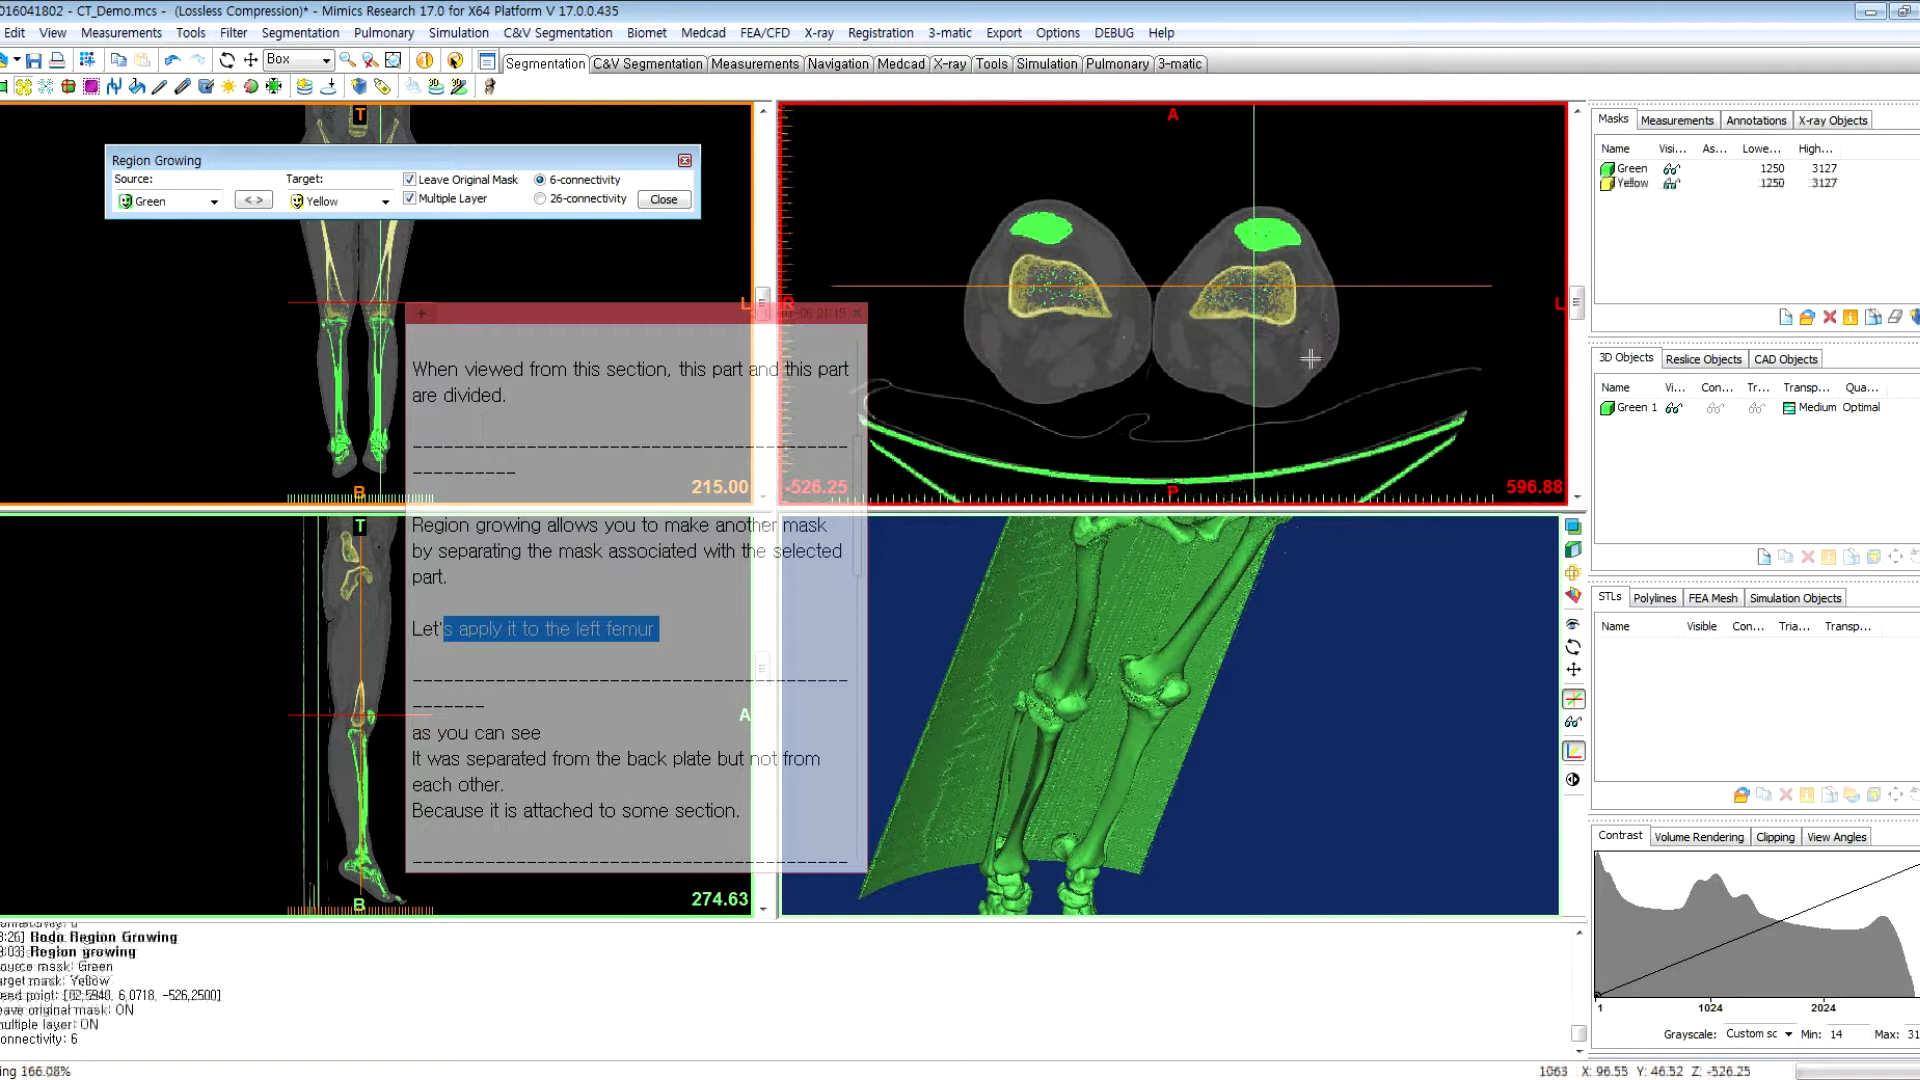 016041802 - CT_Demo.mcs - (Lossless Compression)* - Mimics Research 17.0 for X64 Platform V 17.0.0.435
Edit View Measurements Tools Filter Segmentation Pulmonary Simulation C&V Segmentation Biomet Medcad FEA/CFD X-ray Registration 3-matic Export Options DEBUG Help
Box
Segmentation C&V Segmentation Measurements Navigation Medcad X-ray Tools Simulation Pulmonary 3-matic
Region Growing
Source: Target:
Leave Original Mask 6-connectivity
Green < > Yellow
Multiple Layer 26-connectivity Close
T
A
L
R
L
B
215.00
-526.25
P
596.88
When viewed from this section, this part and this part
are divided.
Region growing allows you to make another mask
by separating the mask associated with the selected
part.
Let's apply it to the left femur
as you can see
It was separated from the back plate but not from
each other.
Because it is attached to some section.
T
A
B
274.63
Masks Measurements Annotations X-ray Objects
Name Visi... As... Lowe... High...
Green 1250 3127
Yellow 1250 3127
3D Objects Reslice Objects CAD Objects
Name Vi... Con... Tr... Transp... Qua...
Green 1 Medium Optimal
STLs Polylines FEA Mesh Simulation Objects
Name Visible Con... Tria... Transp...
Contrast Volume Rendering Clipping View Angles
1 1024 2024
Grayscale: Custom sc Min: 14 Max: 31
3:26] Redo Region Growing
9:03] Region growing
ource mask: Green
arget mask: Yellow
eed point: [62,5940, 6,0718, -526,2500]
eave original mask: ON
ultiple layer: ON
onnectivity: 6
ing 166.08%
1063 X: 96.53 Y: 46.52 Z: -526.25